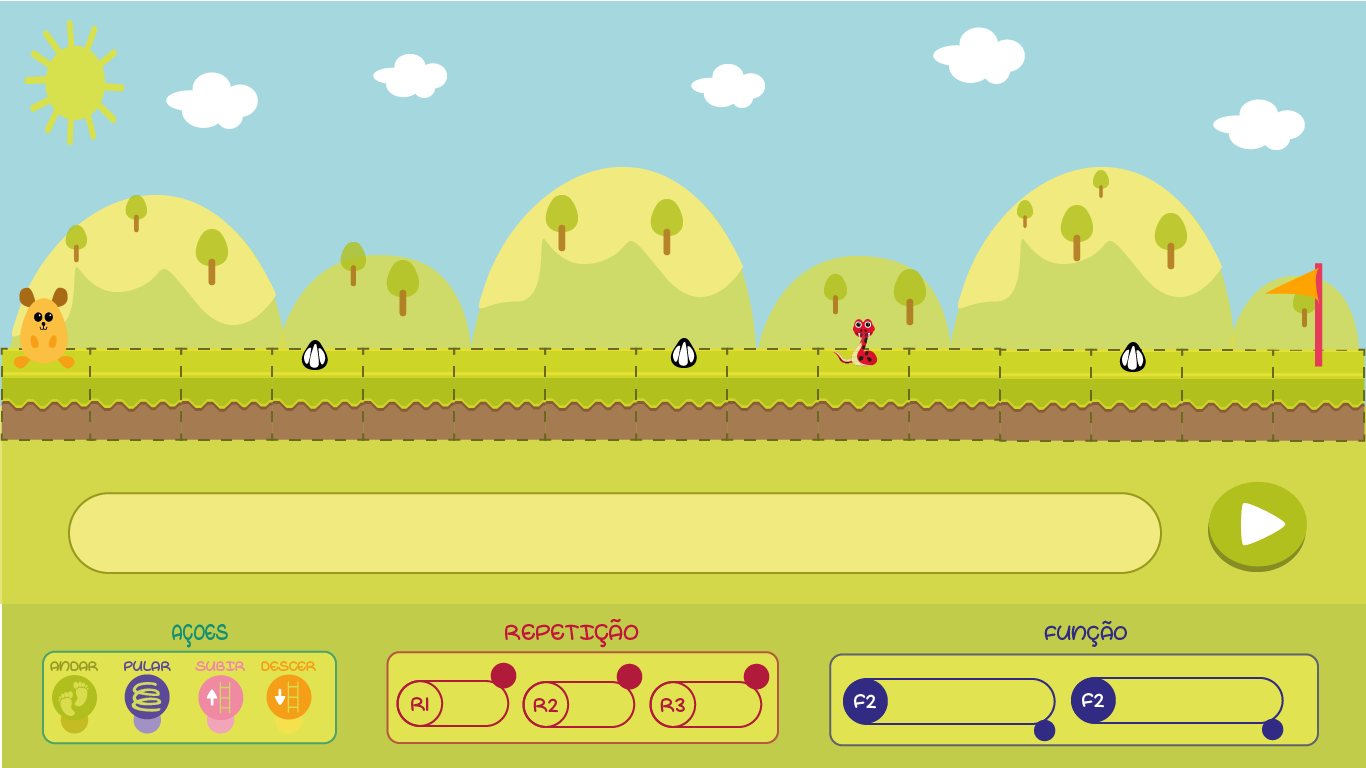 AÇOES
REPETIÇÃO
FUNÇÃO
ANDAR PULAR SUBIR DESCER
R1 R2 R3
F2 F2